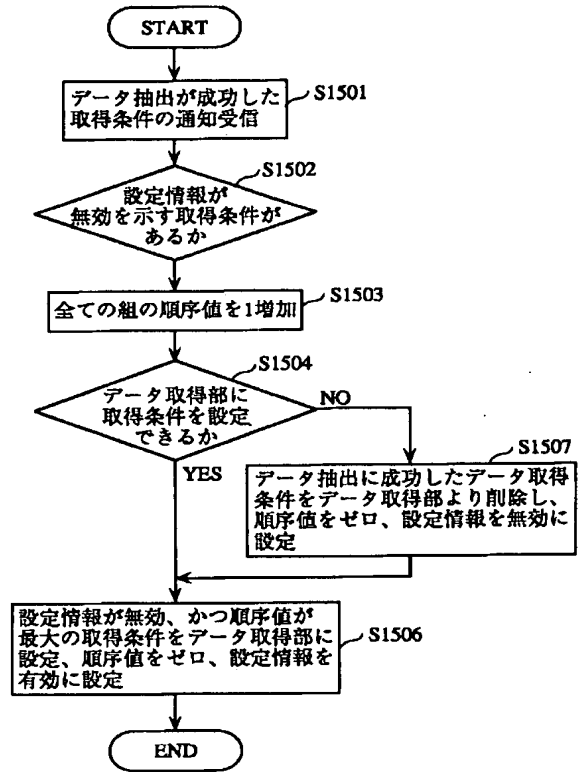 START
データ抽出が成功した
取得条件の通知受信
S1501
S1502
設定情報が
無効を示す取得条件が
あるか
全ての組の順序値を1増加
S1503
S1504
データ取得部に
取得条件を設定
できるか
NO
YES
S1507
データ抽出に成功したデータ取得
条件をデータ取得部より削除し、
順序値をゼロ、設定情報を無効に
設定
設定情報が無効、かつ順序値が
最大の取得条件をデータ取得部に
設定、順序値をゼロ、設定情報を
有効に設定
S1506
END